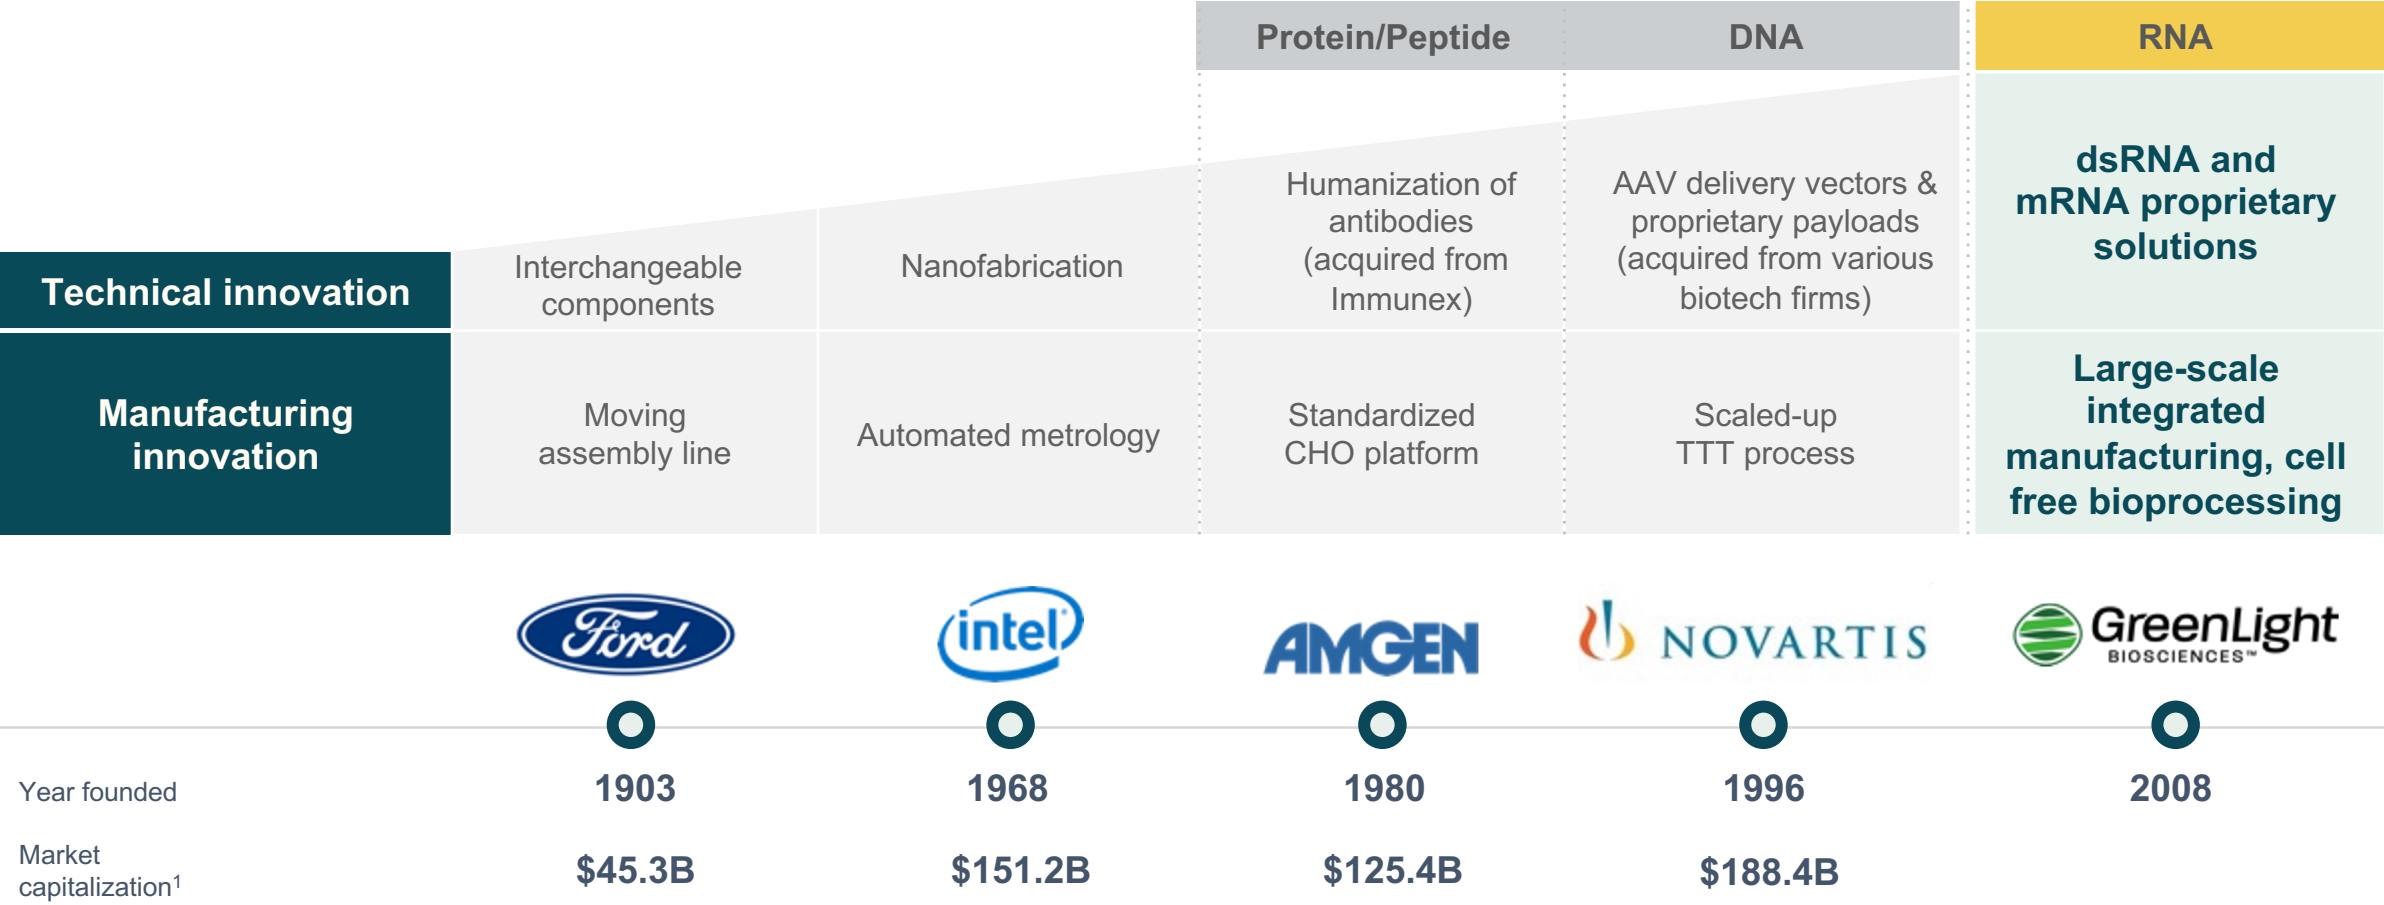 Protein/Peptide
DNA
RNA
Technical innovation
Interchangeable
components
Nanofabrication
Humanization of
antibodies
(acquired from
Immunex)
AAV delivery vectors &
proprietary payloads
(acquired from various
biotech firms)
dsRNA and
mRNA proprietary
solutions
Manufacturing
innovation
Moving
assembly line
Automated metrology
Standardized
CHO platform
Scaled-up
TTT process
Large-scale
integrated
manufacturing, cell
free bioprocessing
Ford
intel
AMGEN
NOVARTIS
GreenLight
BIOSCIENCES™
Year founded
1903
1968
1980
1996
2008
Market
capitalization¹
$45.3B
$151.2B
$125.4B
$188.4B